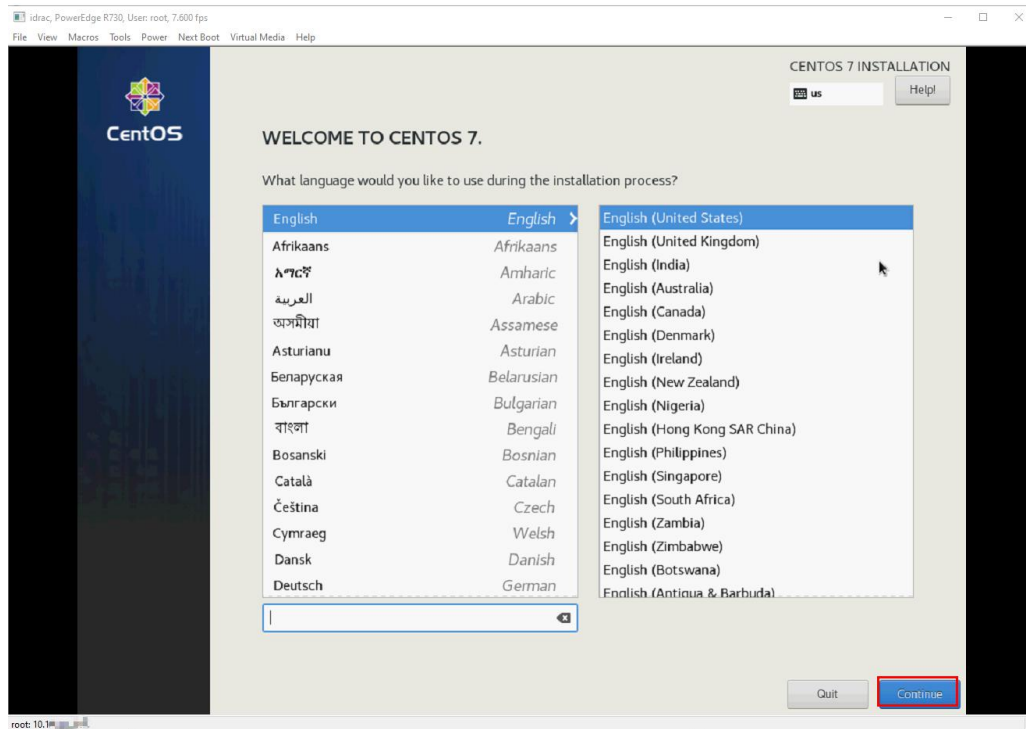 idrac, PowerEdge R730, User: root, 7.600 fps
File View Macros Tools Power Next Boot Virtual Media Help
CentOS
CENTOS 7 INSTALLATION
us
Help!
WELCOME TO CENTOS 7.
What language would you like to use during the installation process?
English English
Afrikaans Afrikaans
አማርኛ Amharic
العربية Arabic
অসমীয়া Assamese
Asturianu Asturian
Беларуская Belarusian
Български Bulgarian
বাংলা Bengali
Bosanski Bosnian
Català Catalan
Čeština Czech
Cymraeg Welsh
Dansk Danish
Deutsch German
English (United States)
English (United Kingdom)
English (India)
English (Australia)
English (Canada)
English (Denmark)
English (Ireland)
English (New Zealand)
English (Nigeria)
English (Hong Kong SAR China)
English (Philippines)
English (Singapore)
English (South Africa)
English (Zambia)
English (Zimbabwe)
English (Botswana)
English (Antigua & Barbuda)
Quit
Continue
root: 10.1